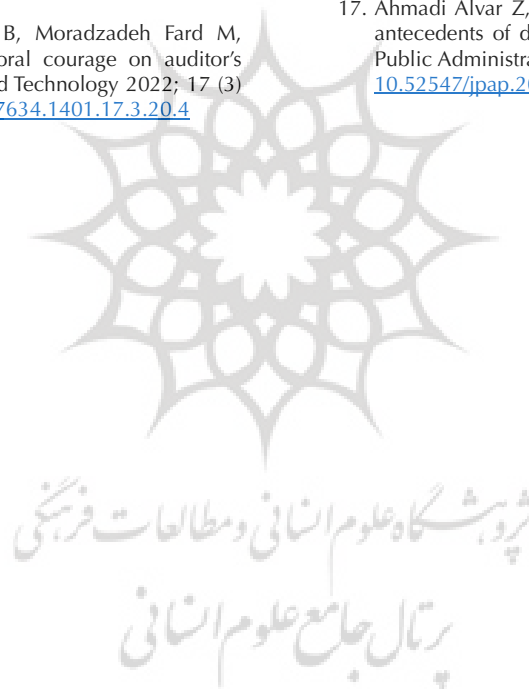 B, Moradzadeh Fard M,
oral courage on auditor's
d Technology 2022; 17 (3)
7634.1401.17.3.20.4
17. Ahmadi Alvar Z,
antecedents of d
Public Administra
10.52547/jpap.20
پژوهشگاه علوم انسانی و مطالعات فرهنگی
پرتال جامع علوم انسانی